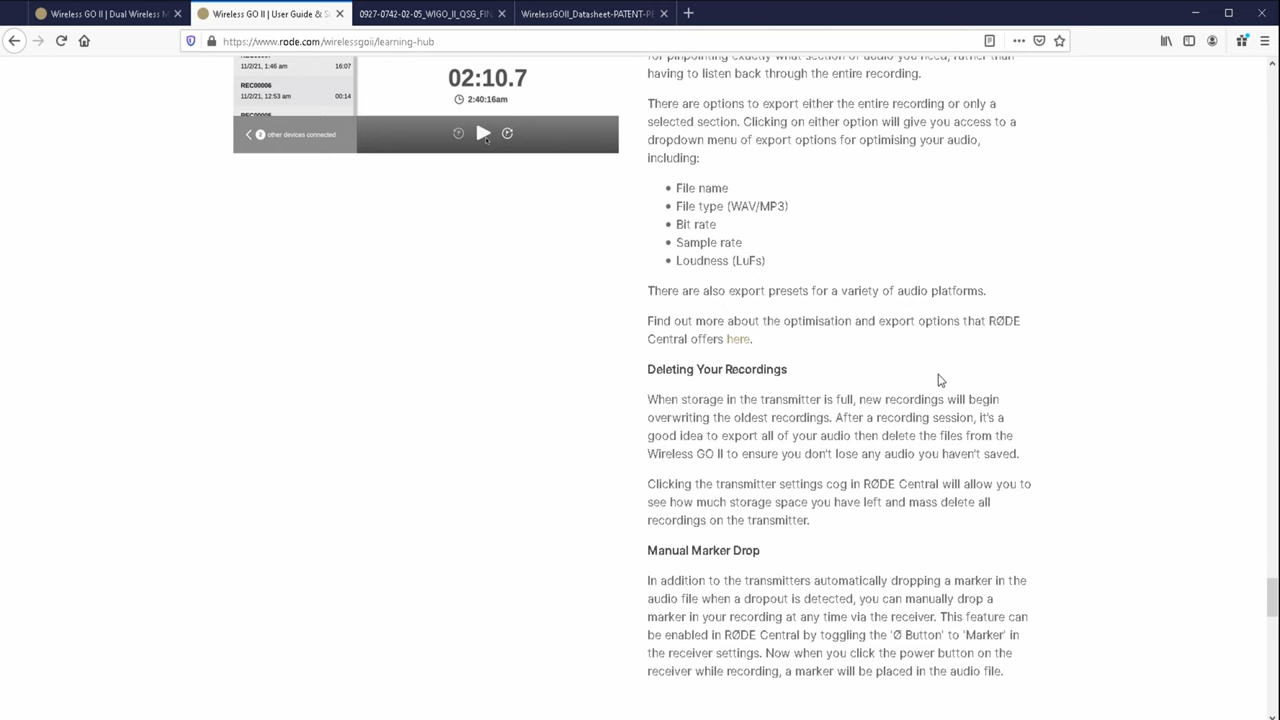 Wireless GO II | Dual Wireless M
Wireless GO II | User Guide & S
0927-0742-02-05_WIGO_II_QSG_FIN
WirelessGOII_Datasheet-PATENT-PE
https://www.rode.com/wirelessgoii/learning-hub
11/2/21, 1:46 am 16:07
REC00006
11/2/21, 12:53 am 00:14
02:10.7
2:40:16am
2 other devices connected
for pinpointing exactly what section of audio you need, rather than
having to listen back through the entire recording.
There are options to export either the entire recording or only a
selected section. Clicking on either option will give you access to a
dropdown menu of export options for optimising your audio,
including:
• File name
• File type (WAV/MP3)
• Bit rate
• Sample rate
• Loudness (LuFs)
There are also export presets for a variety of audio platforms.
Find out more about the optimisation and export options that RØDE
Central offers here.
Deleting Your Recordings
When storage in the transmitter is full, new recordings will begin
overwriting the oldest recordings. After a recording session, it's a
good idea to export all of your audio then delete the files from the
Wireless GO II to ensure you don't lose any audio you haven't saved.
Clicking the transmitter settings cog in RØDE Central will allow you to
see how much storage space you have left and mass delete all
recordings on the transmitter.
Manual Marker Drop
In addition to the transmitters automatically dropping a marker in the
audio file when a dropout is detected, you can manually drop a
marker in your recording at any time via the receiver. This feature can
be enabled in RØDE Central by toggling the 'Ø Button' to 'Marker' in
the receiver settings. Now when you click the power button on the
receiver while recording, a marker will be placed in the audio file.